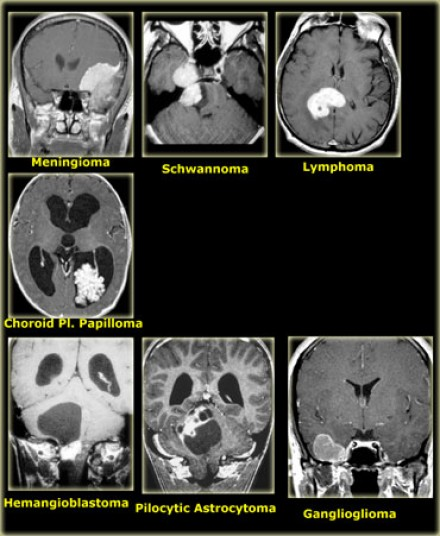 Meningioma
Schwannoma
Lymphoma
Choroid Pl. Papilloma
Hemangioblastoma
Pilocytic Astrocytoma
Ganglioglioma